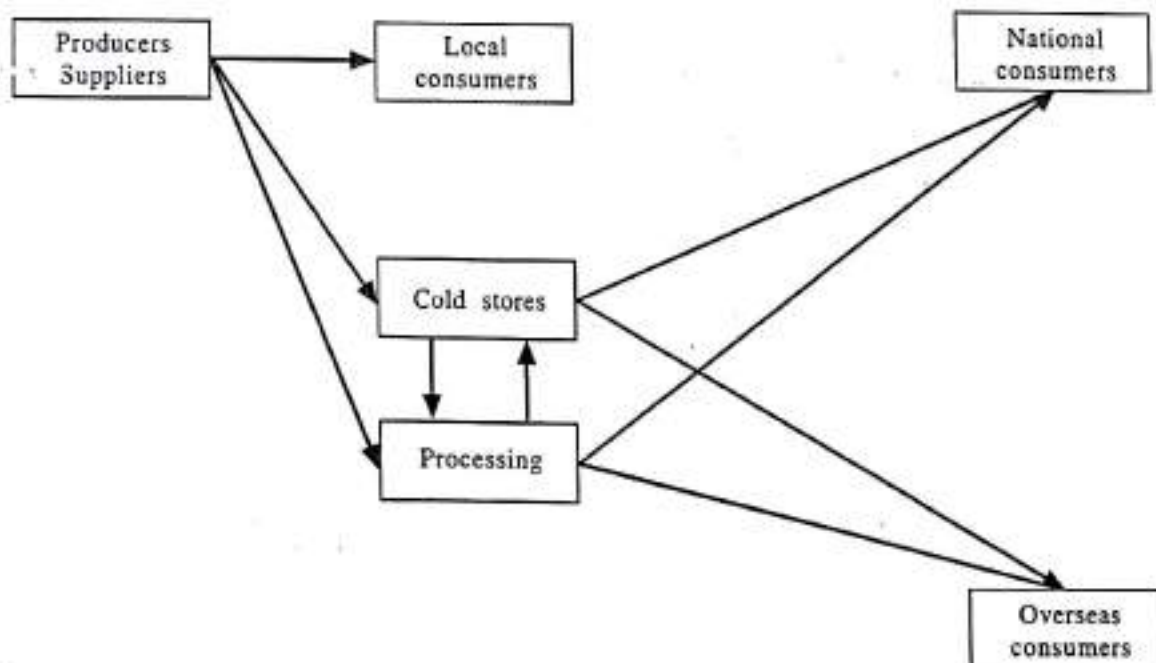 Producers
Suppliers
Local
consumers
National
consumers
Cold stores
Processing
Overseas
consumers